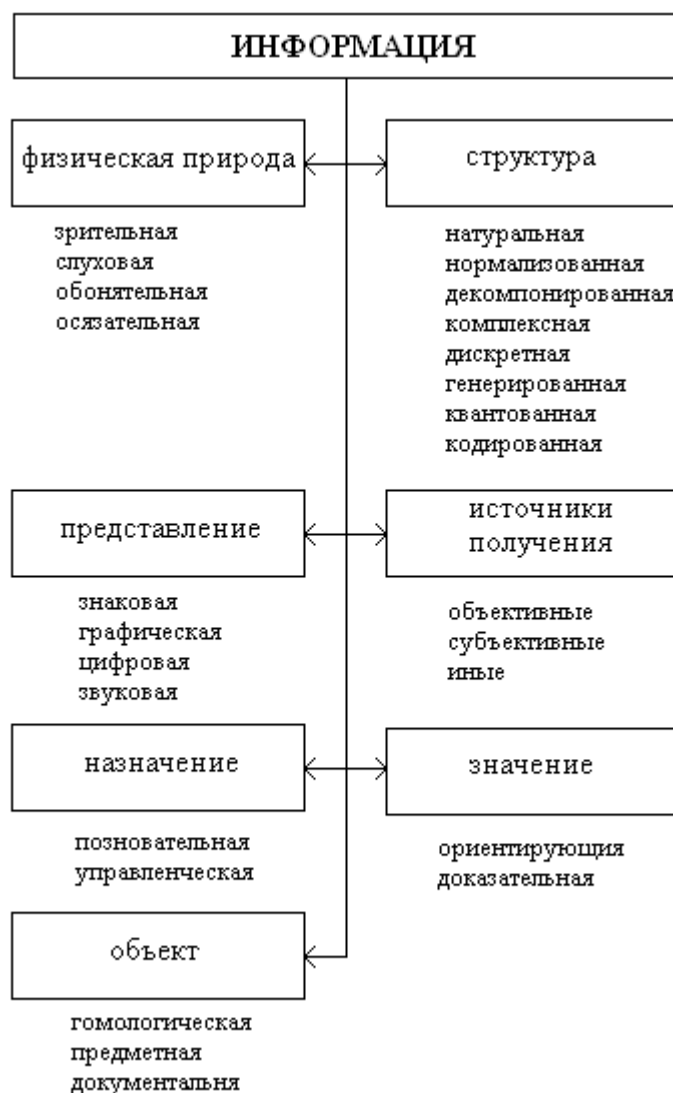 ИНФОРМАЦИЯ
физическая природа
зрительная
слуховая
обонятельная
осязательная
структура
натуральная
нормализованная
декомпонированная
комплексная
дискретная
генерированная
квантованная
кодированная
представление
знаковая
графическая
цифровая
звуковая
источники
получения
объективные
субъективные
иные
назначение
позновательная
управленческая
значение
ориентирующия
доказательная
объект
гомологическая
предметная
документальня